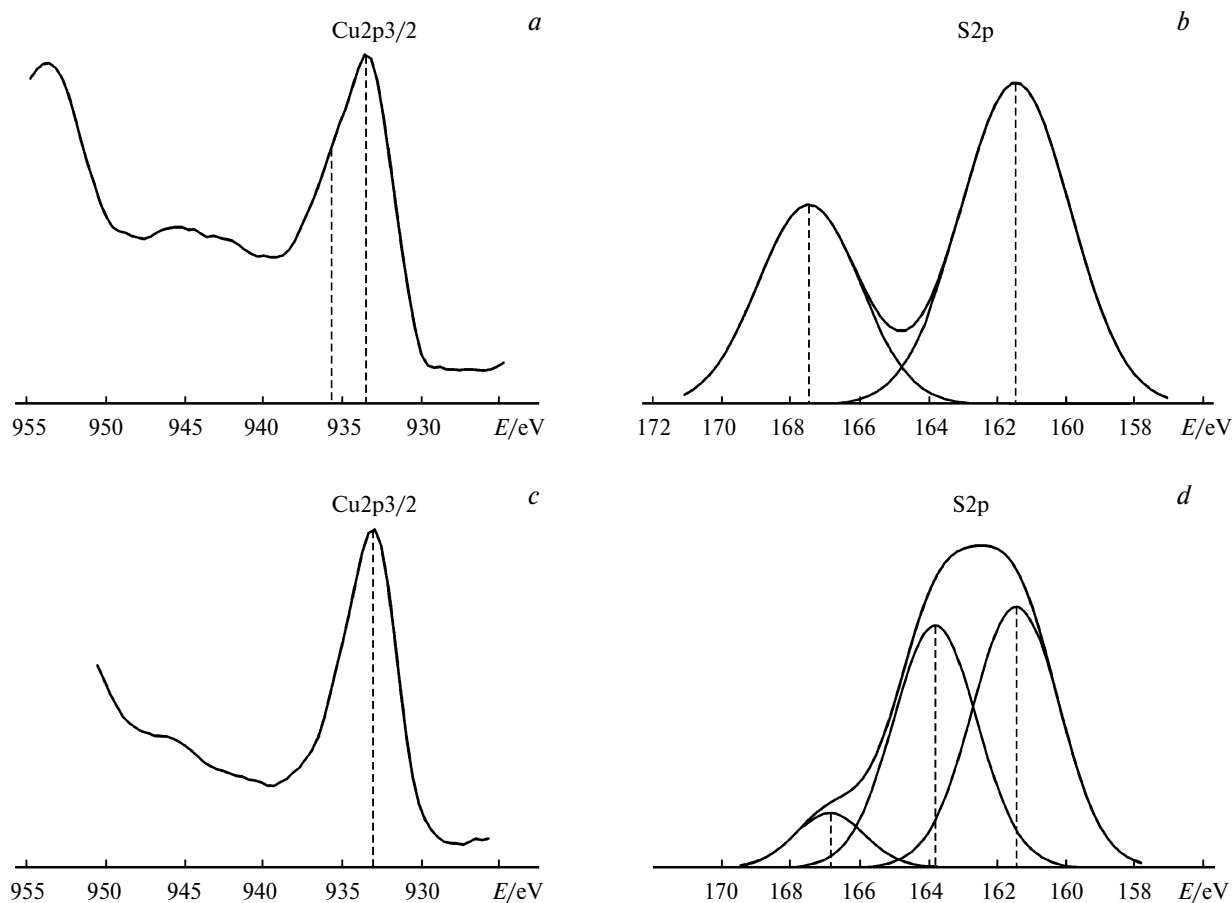 Cu2p3/2 a
S2p b
955 950 945 940 935 930 E/eV
172 170 168 166 164 162 160 158 E/eV
Cu2p3/2 c
S2p d
955 950 945 940 935 930 E/eV
170 168 166 164 162 160 158 E/eV